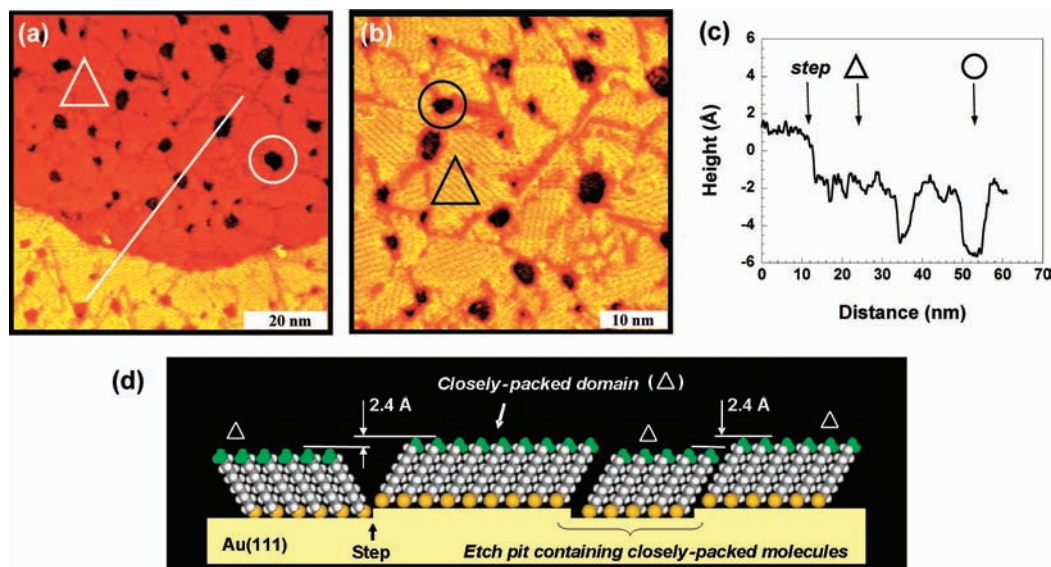 (a)
20 nm
(b)
10 nm
(c)
step
6
4
2
0
-2
-4
-6
Height (Å)
0 10 20 30 40 50 60 70
Distance (nm)
(d)
Closely-packed domain (△)
2.4 A
2.4 A
Au(111)
Step
Etch pit containing closely-packed molecules